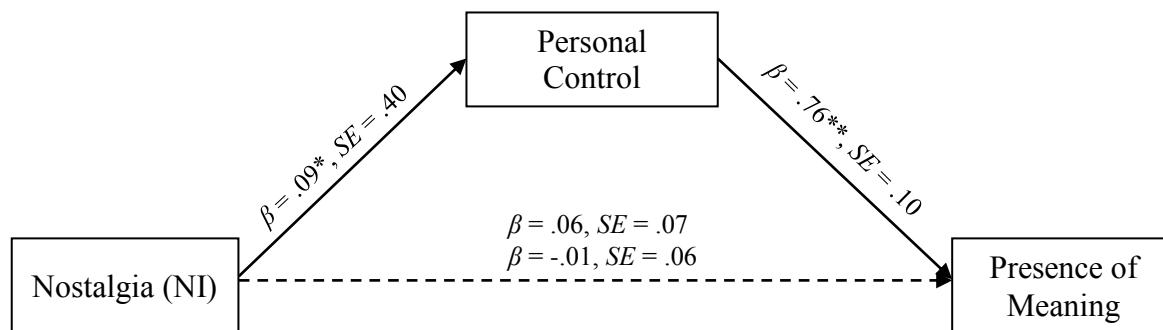 Personal
Control
β = .09*, SE = .40
β = .76**, SE = .10
β = .06, SE = .07
β = -.01, SE = .06
Nostalgia (NI)
Presence of
Meaning